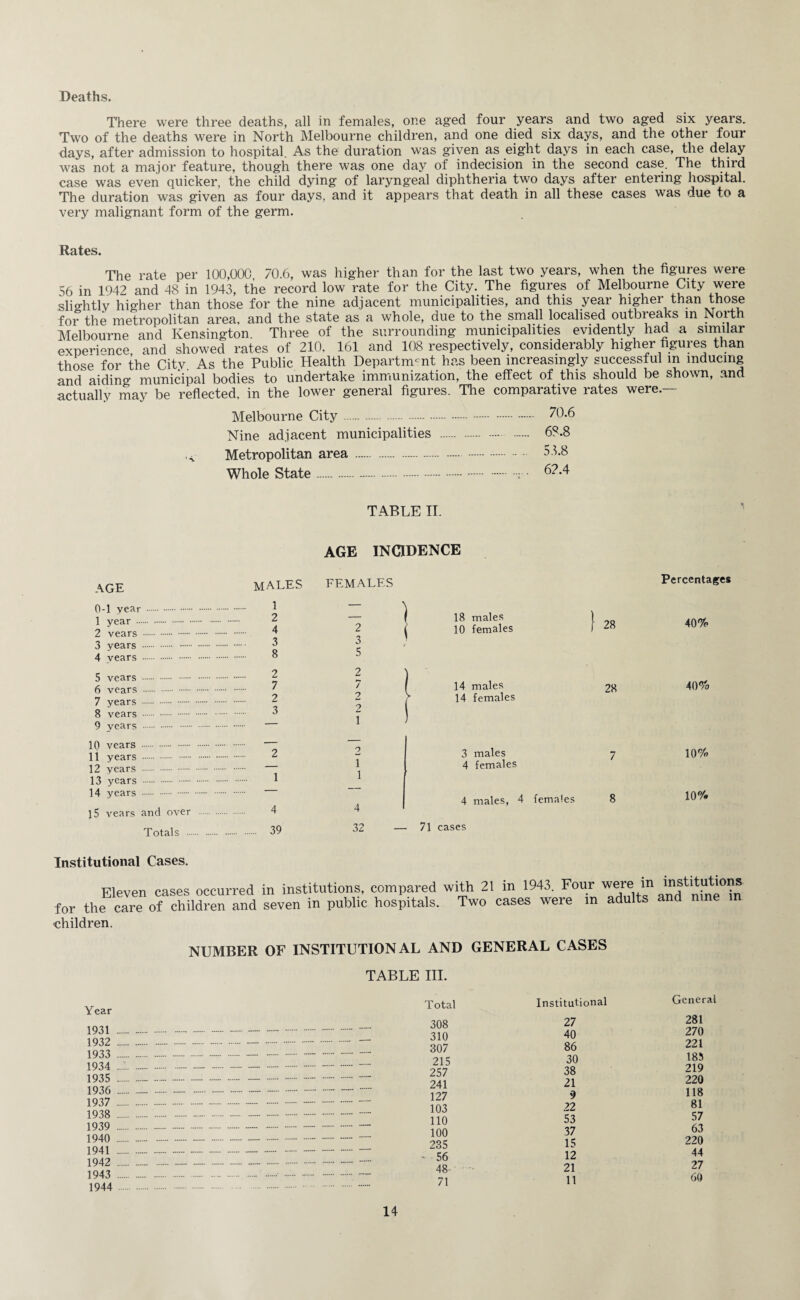 Deaths.
There were three deaths, all in females, one aged four years and two aged six years.
Two of the deaths were in North Melbourne children, and one died six days, and the other four
days, after admission to hospital. As the duration was given as eight days in each case, the delay
was not a major feature, though there was one day of indecision in the second case. The third
case was even quicker, the child dying of laryngeal diphtheria two days after entering hospital.
The duration was given as four days, and it appears that death in all these cases was due to a
very malignant form of the germ.
Rates.
The rate per 100,000, 70.6, was higher than for the last two years, when the figures were
56 in 1942 and 48 in 1943, the record low rate for the City. The figures of Melbourne City were
slightly higher than those for the nine adjacent municipalities, and this year higher than those
for the metropolitan area, and the state as a whole, due to the small localised outbreaks in North
Melbourne and Kensington. Three of the surrounding municipalities evidently had a similar
experience, and showed rates of 210. 161 and 108 respectively, considerably higher figures than
those for the City. As the Public Health Department has been increasingly successful in inducing
and aiding municipal bodies to undertake immunization, the effect of this should be shown, and
actually may be reflected, in the lower general figures. The comparative rates were.—
Melbourne City ...... 70.6
Nine adjacent municipalities ...... 68.8
Metropolitan area ...... 53.8
Whole State ...... 62.4
TABLE II.
AGE INCIDENCE
AGE MALES FEMALES Percentages
0-1 year ...... 1 —
1 year ...... 2 — 18 males
2 years ...... 4 2 10 females } 28 40%
3 years ...... 3 3
4 years ...... 8 5
5 years ...... 2 2
6 years ...... 7 7 14 males 28 40%
7 years ...... 2 2 14 females
8 years ...... 3 2
9 years ...... — 1
10 years ...... — —
11 years ...... 2 2 3 males 7 10%
12 years ...... — 1 4 females
13 years ...... 1 1
14 years ...... — —
15 years and over ...... 4 4 4 males, 4 females 8 10%
Totals ...... 39 32 — 71 cases
Institutional Cases.
Eleven cases occurred in institutions, compared with 21 in 1943. Four were in institutions
for the care of children and seven in public hospitals. Two cases were in adults and nine in
children.
NUMBER OF INSTITUTIONAL AND GENERAL CASES
TABLE III.
Year Total Institutional General
1931 ...... 308 27 281
1932 ...... 310 40 270
1933 ...... 307 86 221
1934 ...... 215 30 185
1935 ...... 257 38 219
1936 ...... 241 21 220
1937 ...... 127 9 118
1938 ...... 103 22 81
1939 ...... 110 53 57
1940 ...... 100 37 63
1941 ...... 235 15 220
1942 ...... 56 12 44
1943 ...... 48 21 27
1944 ...... 71 11 60
14